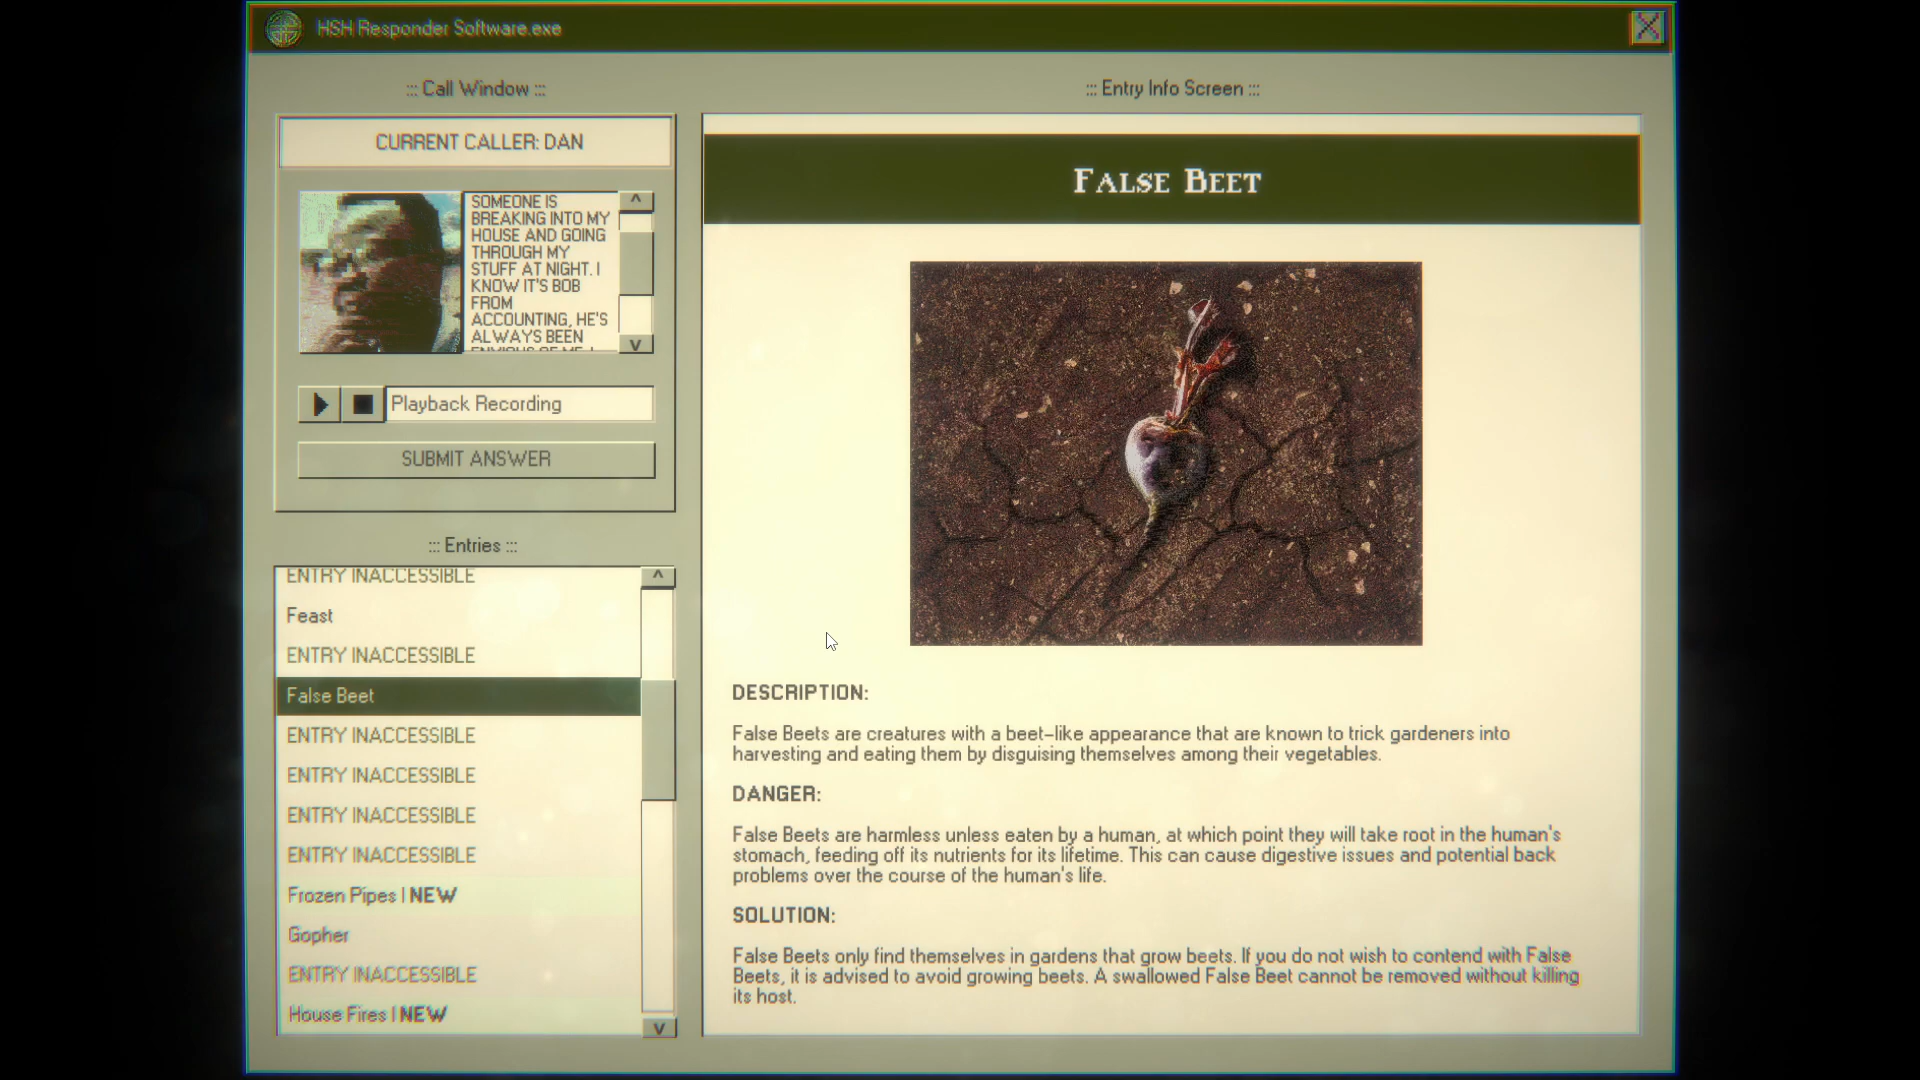 HSH Responder Software.exe
::: Call Window :::
CURRENT CALLER: DAN
SOMEONE IS
BREAKING INTO MY
HOUSE AND GOING
THROUGH MY
STUFF AT NIGHT. I
KNOW IT'S BOB
FROM
ACCOUNTING, HE'S
ALWAYS BEEN
ENVIOUS OF ME. I
Playback Recording
SUBMIT ANSWER
::: Entries :::
ENTRY INACCESSIBLE
Feast
ENTRY INACCESSIBLE
False Beet
ENTRY INACCESSIBLE
ENTRY INACCESSIBLE
ENTRY INACCESSIBLE
ENTRY INACCESSIBLE
Frozen Pipes | NEW
Gopher
ENTRY INACCESSIBLE
House Fires | NEW
::: Entry Info Screen :::
FALSE BEET
DESCRIPTION:
False Beets are creatures with a beet-like appearance that are known to trick gardeners into
harvesting and eating them by disguising themselves among their vegetables.
DANGER:
False Beets are harmless unless eaten by a human, at which point they will take root in the human's
stomach, feeding off its nutrients for its lifetime. This can cause digestive issues and potential back
problems over the course of the human's life.
SOLUTION:
False Beets only find themselves in gardens that grow beets. If you do not wish to contend with False
Beets, it is advised to avoid growing beets. A swallowed False Beet cannot be removed without killing
its host.